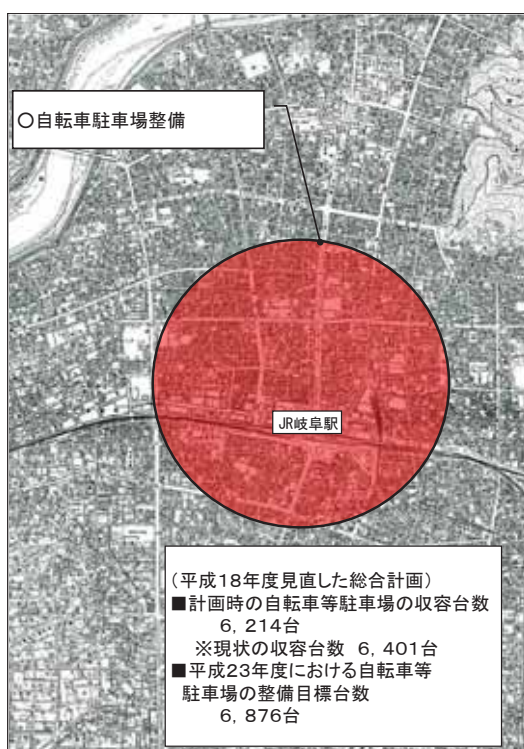 ○自転車駐車場整備
JR岐阜駅
(平成18年度見直した総合計画)
■計画時の自転車等駐車場の収容台数
6,214台
※現状の収容台数 6,401台
■平成23年度における自転車等
駐車場の整備目標台数
6,876台